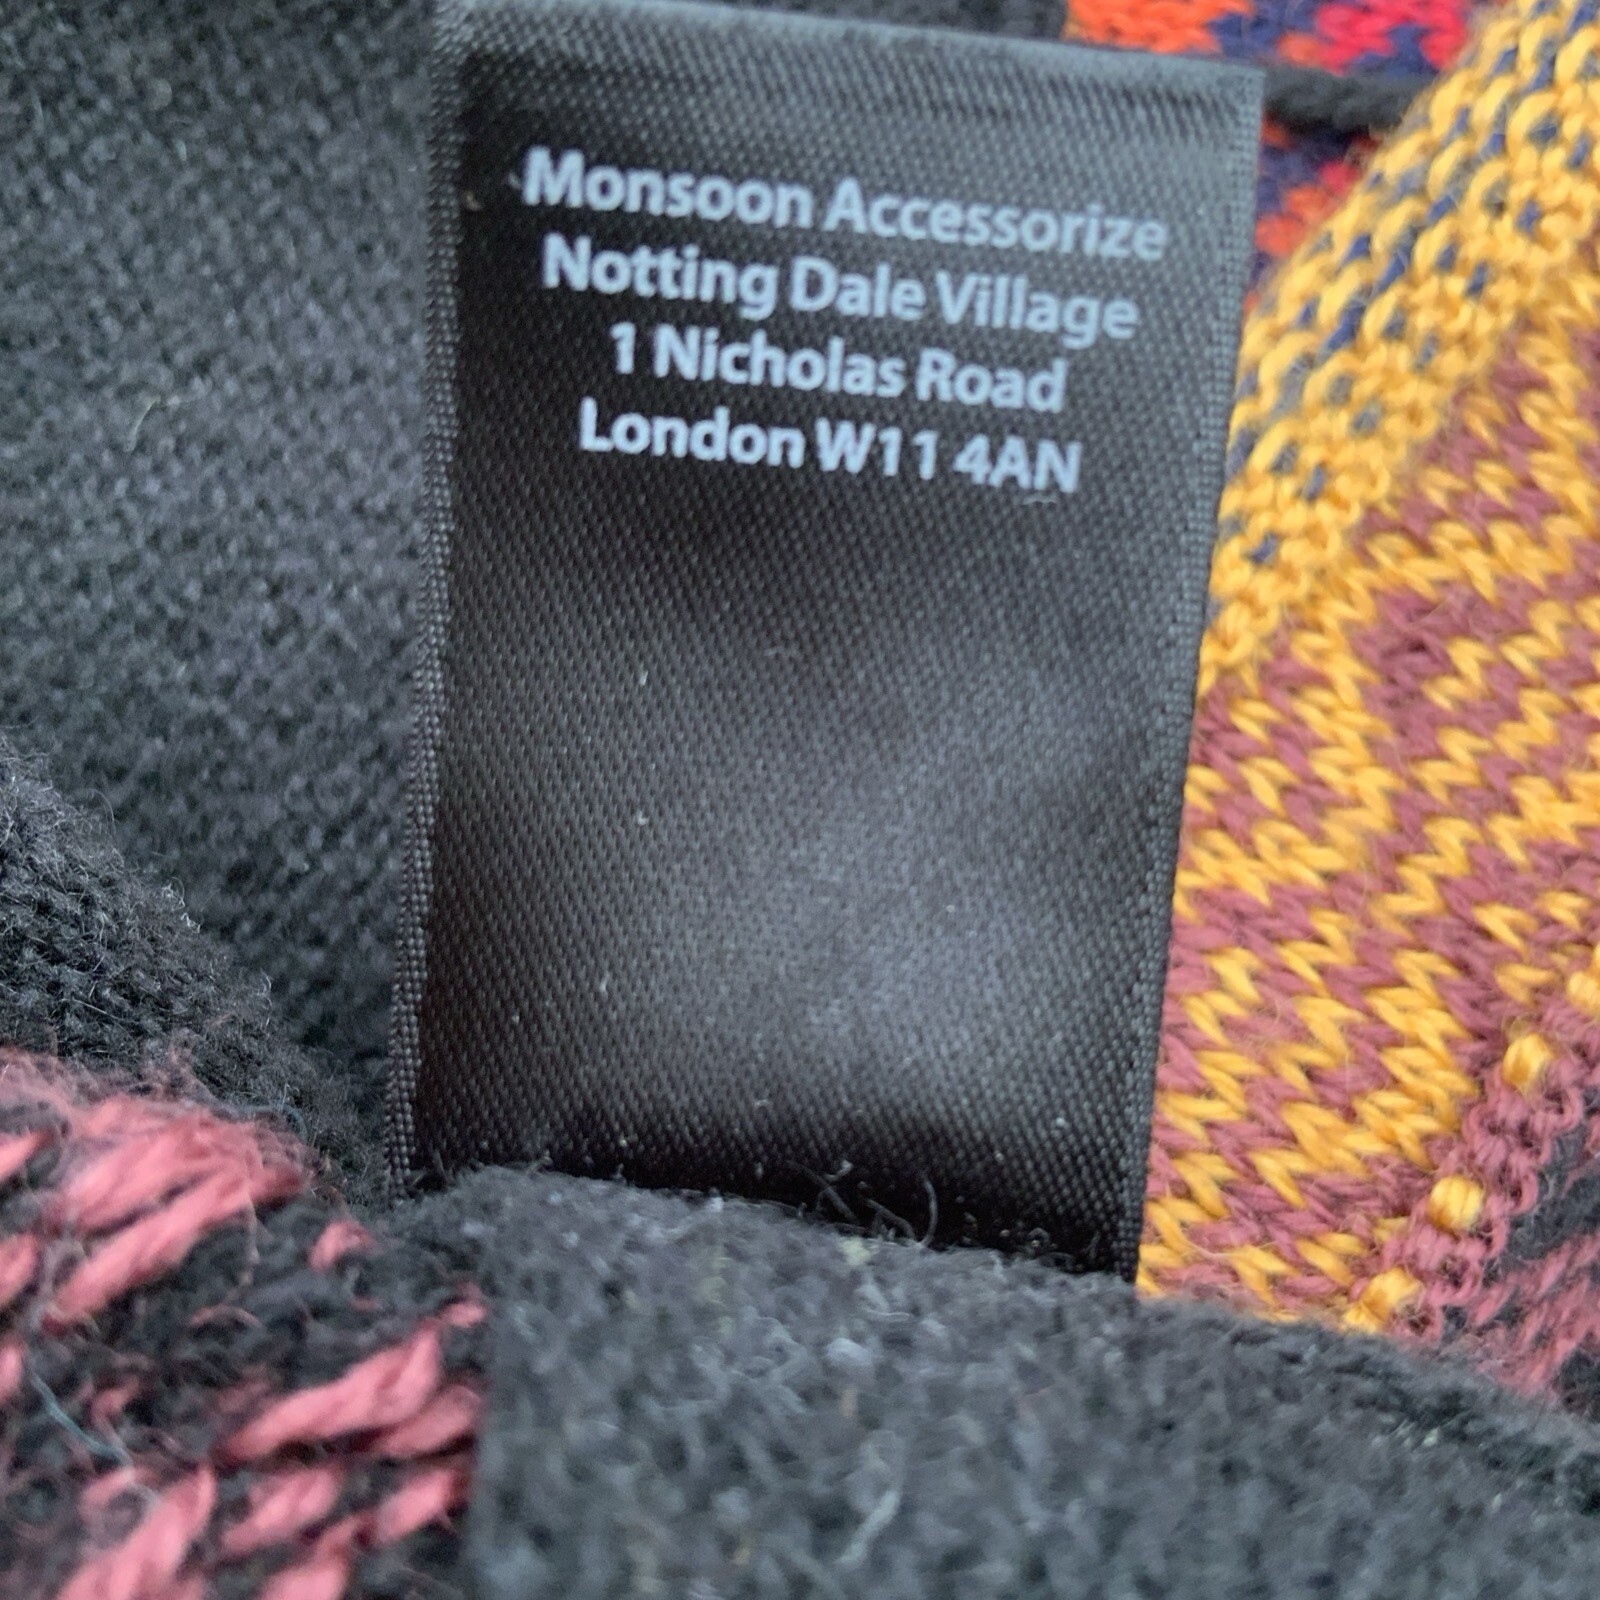 Monsoon Accessorize
Notting Dale Village
1 Nicholas Road
London W11 4AN